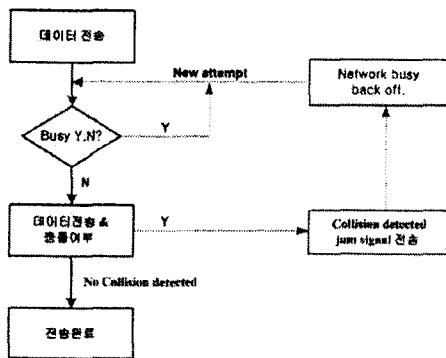 데이터 전송
New attempt
Network busy
back off.
Busy Y,N?
Y
N
데이터전송 &
충돌여부
Y
Collision detected
jam signal 전송
No Collision detected
전송완료